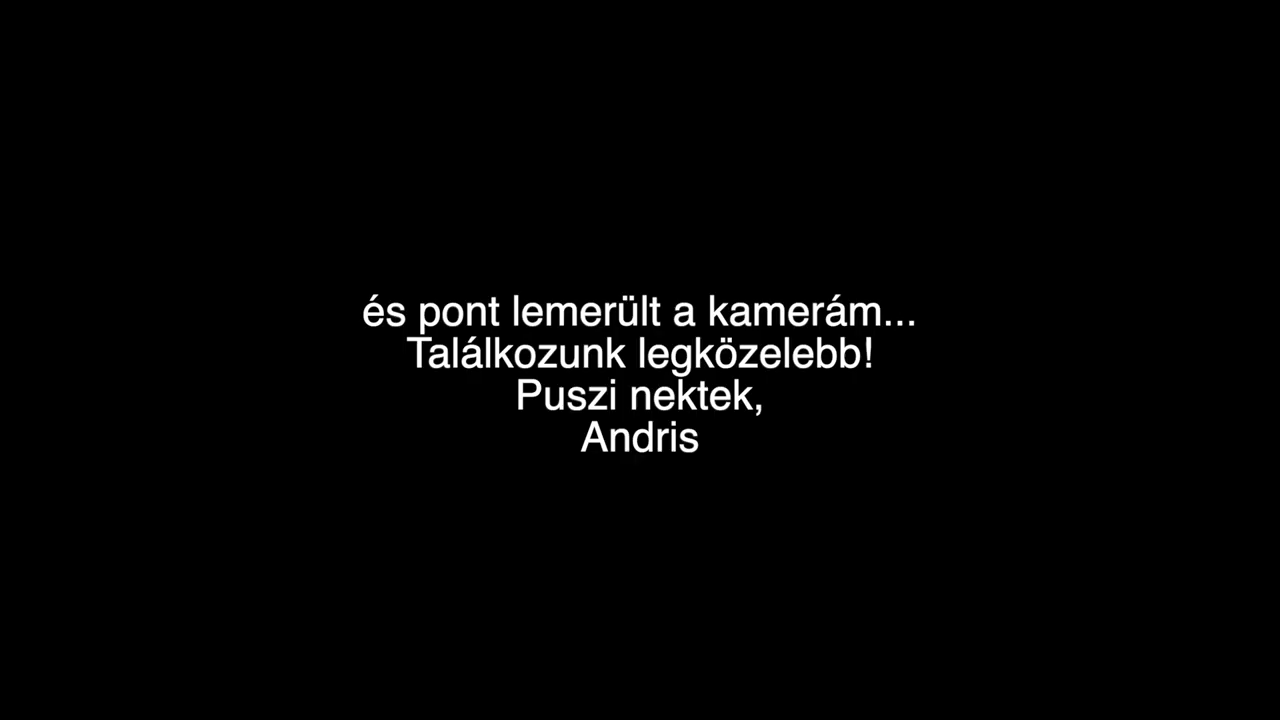 és pont lemerült a kamerám...
Találkozunk legközelebb!
Puszi nektek,
Andris